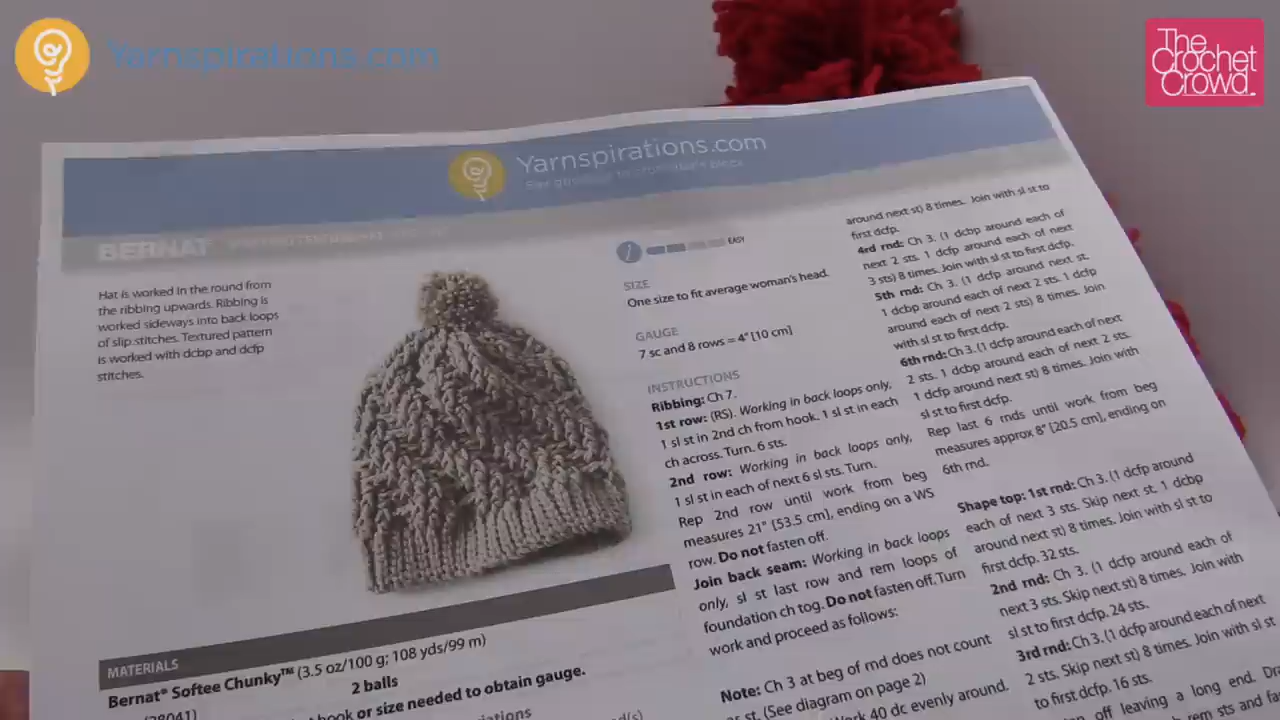 Yarnspirations.com
The
Crochet
Crowd
Yarnspirations.com
BERNAT
Hat is worked in the round from
the ribbing upwards. Ribbing is
worked sideways into back loops
of slip stitches. Textured pattern
is worked with dcbp and dcfp
stitches.
MATERIALS
Bernat® Softee Chunky™ (3.5 oz/100 g; 108 yds/99 m)
2 balls
(28041)
hook or size needed to obtain gauge.
EASY
SIZE
One size to fit average woman's head.
GAUGE
7 sc and 8 rows = 4" [10 cm]
INSTRUCTIONS
Ribbing: Ch 7.
1st row: (RS). Working in back loops only,
1 sl st in 2nd ch from hook. 1 sl st in each
ch across. Turn. 6 sts.
2nd row: Working in back loops only,
1 sl st in each of next 6 sl sts. Turn.
Rep 2nd row until work from beg
measures 21" [53.5 cm], ending on a WS
row. Do not fasten off.
Join back seam: Working in back loops
only, sl st last row and rem loops of
foundation ch tog. Do not fasten off. Turn
work and proceed as follows:
Note: Ch 3 at beg of rnd does not count
as st. (See diagram on page 2)
Work 40 dc evenly around.
around next st) 8 times. Join with sl st to
first dcfp.
4rd rnd: Ch 3. (1 dcbp around each of
next 2 sts. 1 dcfp around each of next
3 sts) 8 times. Join with sl st to first dcfp.
5th rnd: Ch 3. (1 dcfp around next st.
1 dcbp around each of next 2 sts. 1 dcfp
around each of next 2 sts) 8 times. Join
with sl st to first dcfp.
6th rnd: Ch 3. (1 dcfp around each of next
2 sts. 1 dcbp around each of next 2 sts.
1 dcfp around next st) 8 times. Join with
sl st to first dcfp.
Rep last 6 rnds until work from beg
measures approx 8" [20.5 cm], ending on
6th rnd.
Shape top: 1st rnd: Ch 3. (1 dcfp around
each of next 3 sts. Skip next st. 1 dcbp
around next st) 8 times. Join with sl st to
first dcfp. 32 sts.
2nd rnd: Ch 3. (1 dcfp around each of
next 3 sts. Skip next st) 8 times. Join with
sl st to first dcfp. 24 sts.
3rd rnd: Ch 3. (1 dcfp around each of next
2 sts. Skip next st) 8 times. Join with sl st
to first dcfp. 16 sts.
off leaving a long end.
sts and